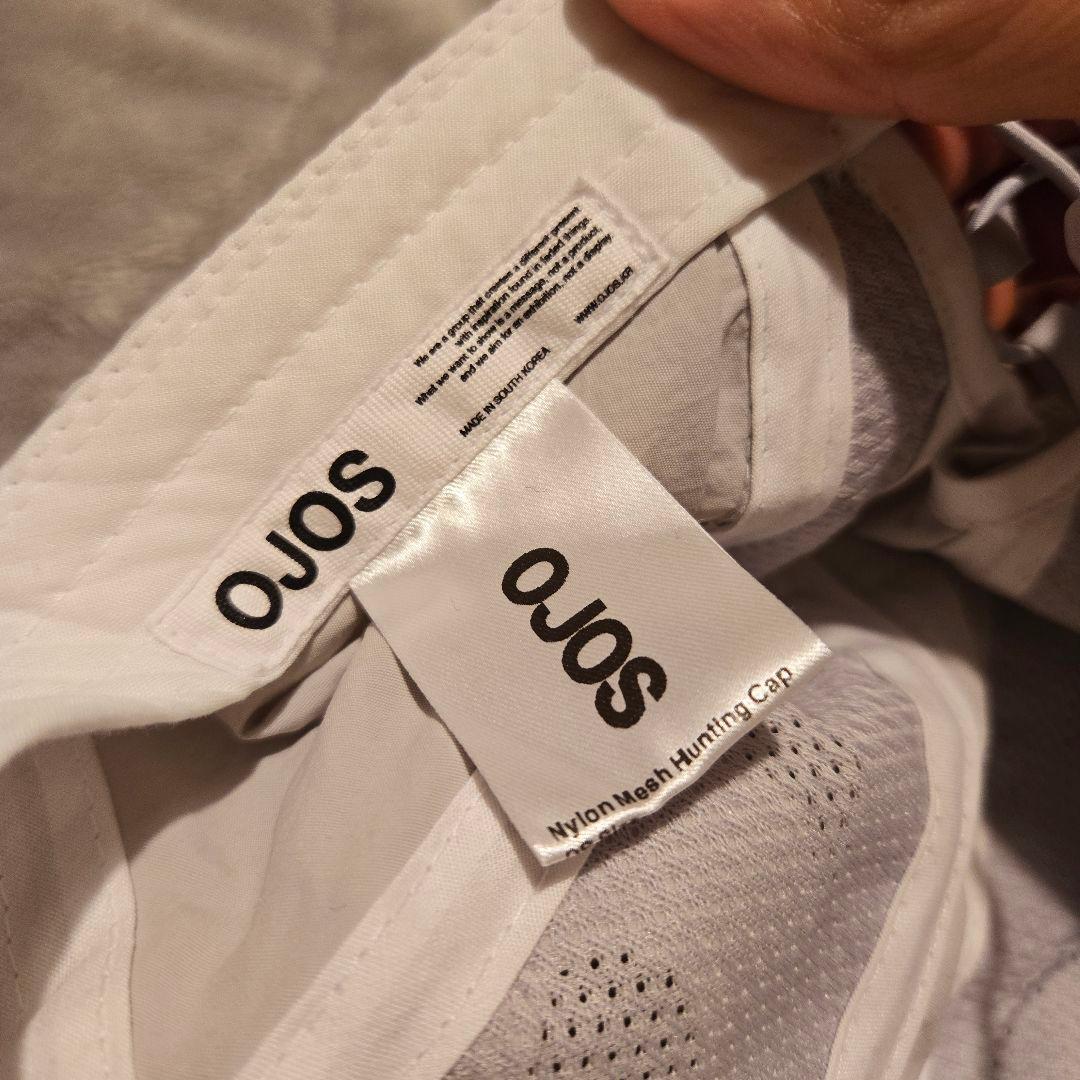 OJOS
We are a group that creates a different present
with inspiration found in faded things.
What we want to show is a message, not a product,
and we aim for an exhibition, not a display.
WWW.OJOS.KR
MADE IN SOUTH KOREA
OJOS
Nylon Mesh Hunting Cap